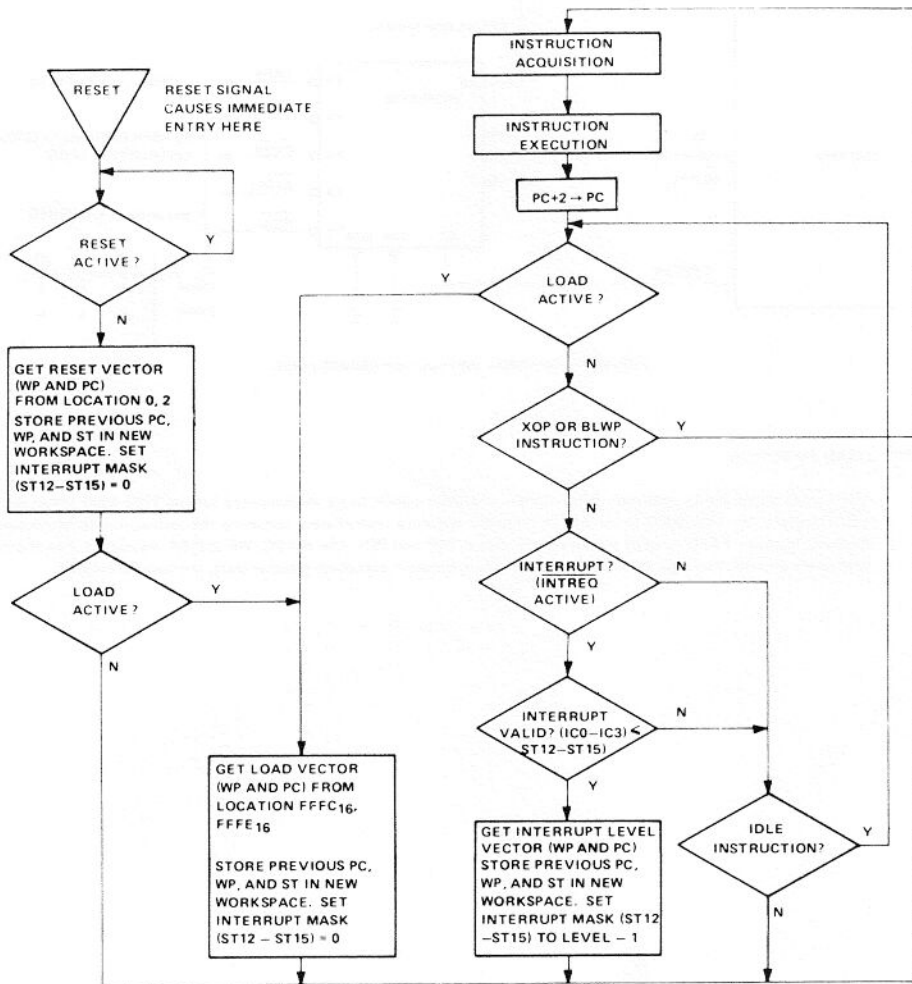 RESET
RESET SIGNAL
CAUSES IMMEDIATE
ENTRY HERE
RESET
ACTIVE?
Y
N
GET RESET VECTOR
(WP AND PC)
FROM LOCATION 0, 2
STORE PREVIOUS PC,
WP, AND ST IN NEW
WORKSPACE. SET
INTERRUPT MASK
(ST12–ST15) = 0
LOAD
ACTIVE?
Y
N
GET LOAD VECTOR
(WP AND PC) FROM
LOCATION FFFC16,
FFFE16
STORE PREVIOUS PC,
WP, AND ST IN NEW
WORKSPACE. SET
INTERRUPT MASK
(ST12 – ST15) = 0
INSTRUCTION
ACQUISITION
INSTRUCTION
EXECUTION
PC+2 → PC
LOAD
ACTIVE?
Y
N
XOP OR BLWP
INSTRUCTION?
Y
N
INTERRUPT?
(INTREQ
ACTIVE)
N
Y
INTERRUPT
VALID? (IC0–IC3) ≤
ST12–ST15)
N
Y
GET INTERRUPT LEVEL
VECTOR (WP AND PC)
STORE PREVIOUS PC,
WP, AND ST IN NEW
WORKSPACE. SET
INTERRUPT MASK (ST12
–ST15) TO LEVEL – 1
IDLE
INSTRUCTION?
Y
N